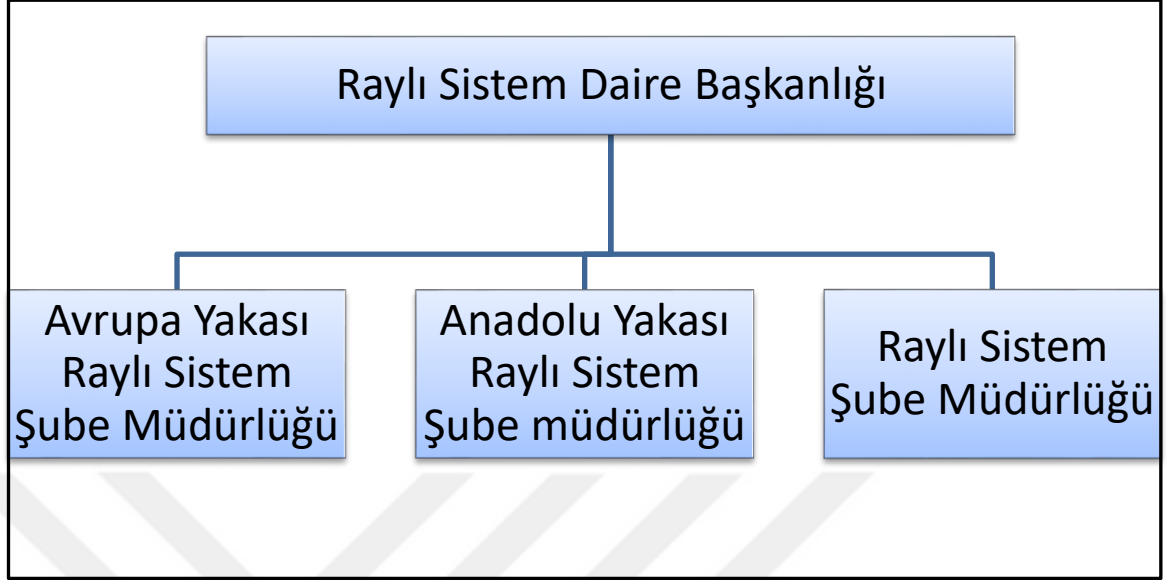 Raylı Sistem Daire Başkanlığı
Avrupa Yakası
Raylı Sistem
Şube Müdürlüğü
Anadolu Yakası
Raylı Sistem
Şube müdürlüğü
Raylı Sistem
Şube Müdürlüğü